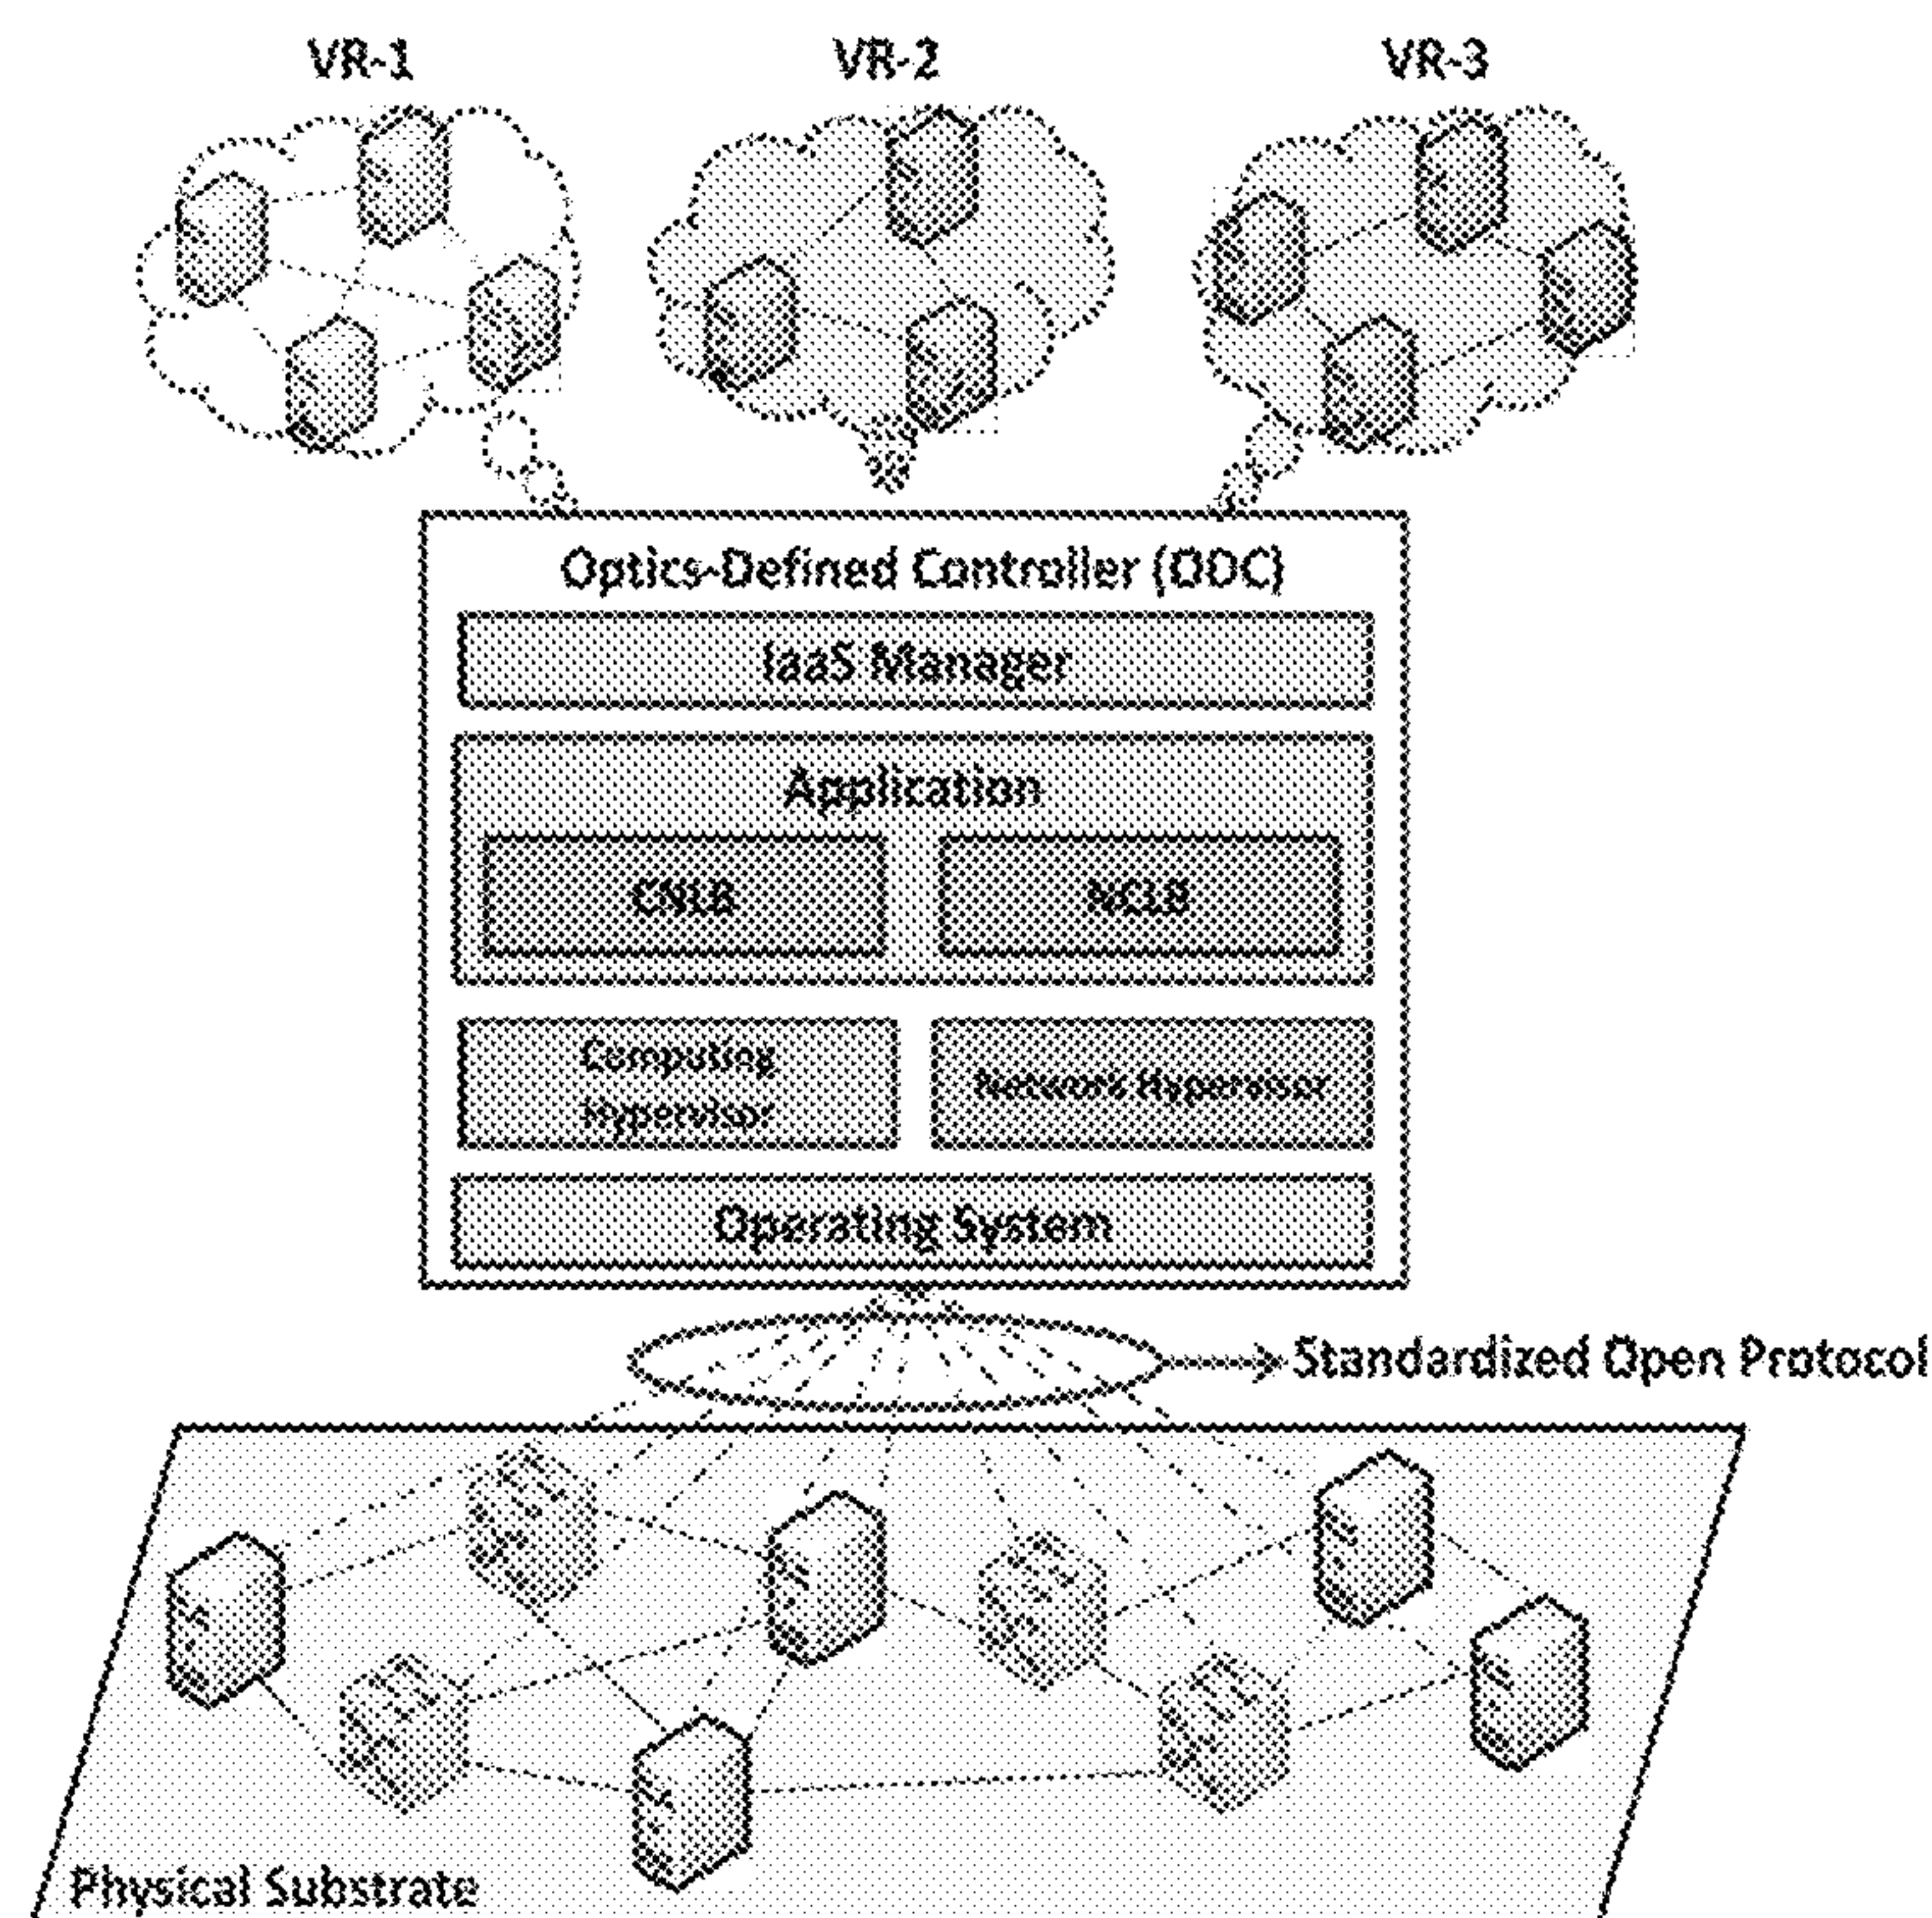 VR-1 VR-2 VR-3
Optics-Defined Controller (ODC)
IaaS Manager
Application
CNLB NCLB
Computing
Hypervisor
Network Hypervisor
Operating System
Standardized Open Protocol
Physical Substrate